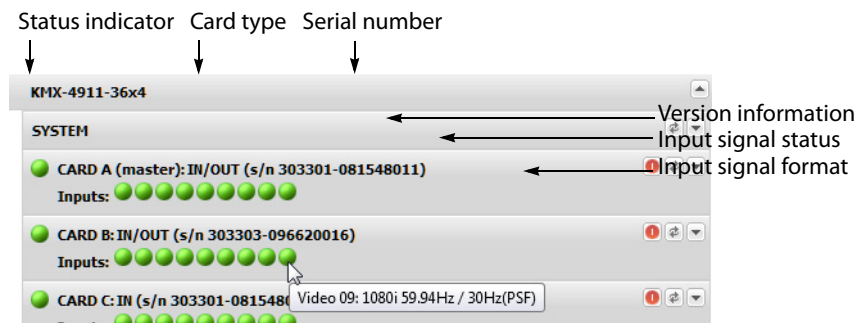 Status indicator Card type Serial number
KMX-4911-36x4
Version information
SYSTEM
Input signal status
CARD A (master): IN/OUT (s/n 303301-081548011)
Input signal format
Inputs:
CARD B: IN/OUT (s/n 303303-096620016)
Inputs:
CARD C: IN (s/n 303301-0815480
Video 09: 1080i 59.94Hz / 30Hz(PSF)